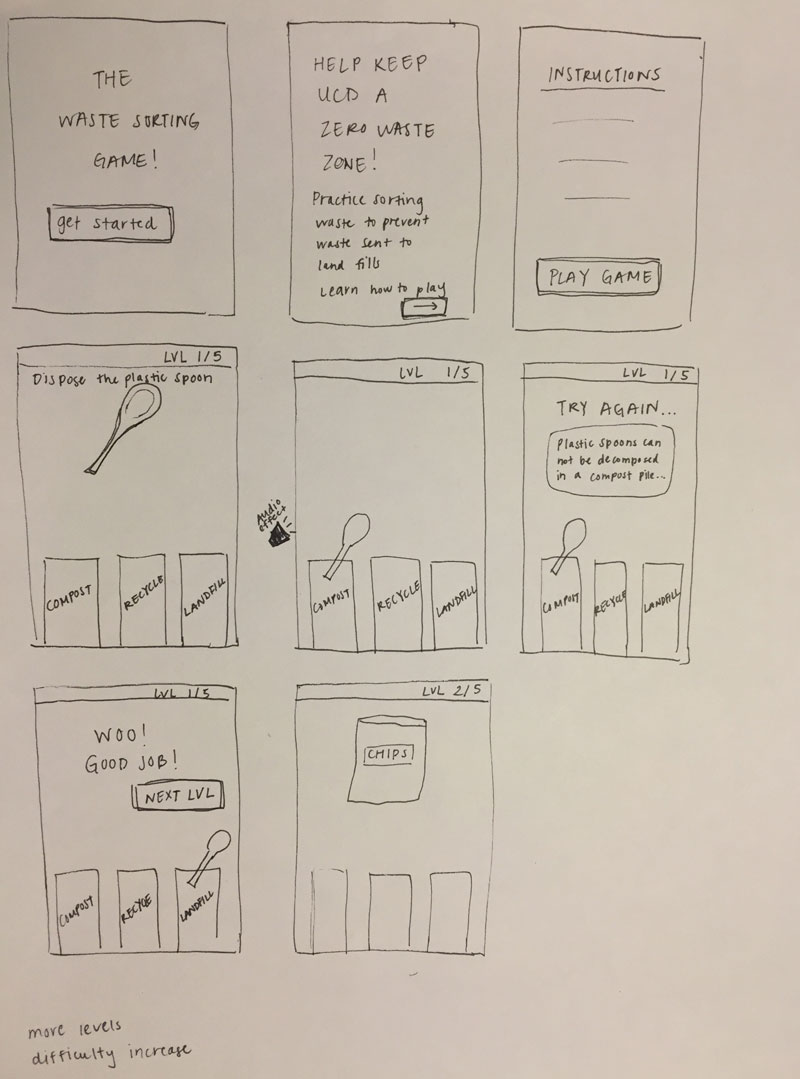 THE
WASTE SORTING
GAME!
get started
HELP KEEP
UCD A
ZERO WASTE
ZONE!
Practice sorting
waste to prevent
waste sent to
land fills
Learn how to play
→
INSTRUCTIONS
PLAY GAME
LVL 1/5
Dispose the plastic spoon
COMPOST
RECYCLE
LANDFILL
LVL 1/5
Audio
effect
COMPOST
RECYCLE
LANDFILL
LVL 1/5
TRY AGAIN...
Plastic spoons can
not be decomposed
in a compost pile...
COMPOST
RECYCLE
LANDFILL
LVL 1/5
WOO!
GOOD JOB!
NEXT LVL
COMPOST
RECYCE
LANDFILL
LVL 2/5
CHIPS
more levels
difficulty increase